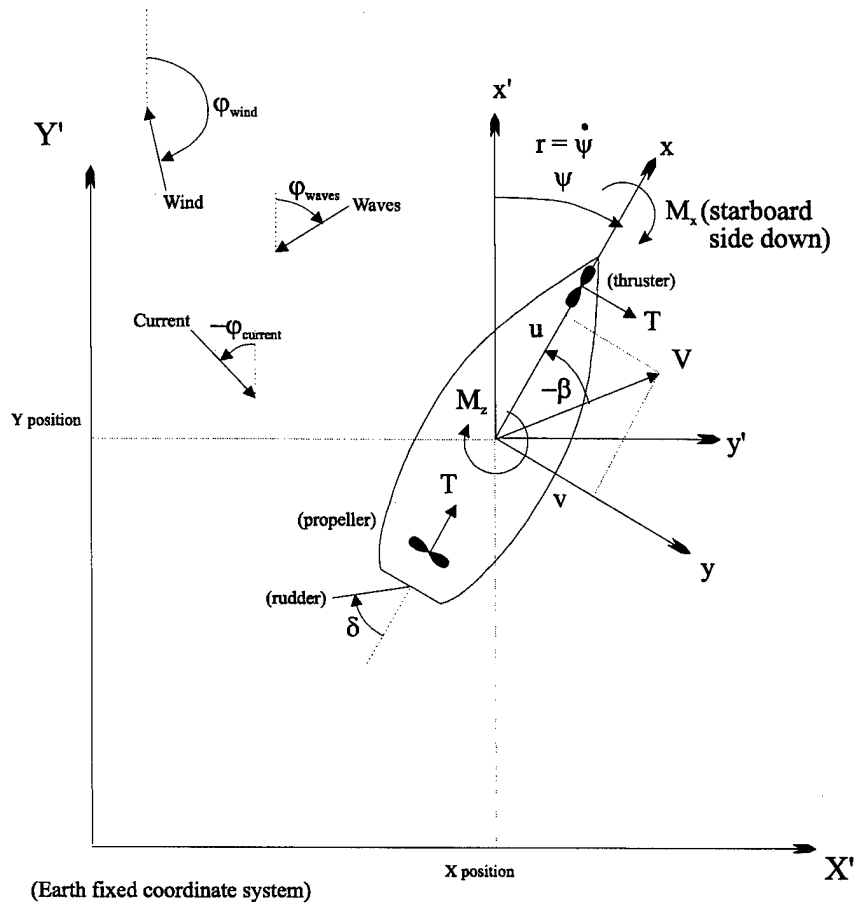 φwind
Y'
Wind
φwaves
Waves
x'
r = ψ̇
ψ
x
Mx (starboard
side down)
(thruster)
T
Current
−φcurrent
u
V
−β
Mz
Y position
y'
T
v
(propeller)
y
(rudder)
δ
X position
X'
(Earth fixed coordinate system)